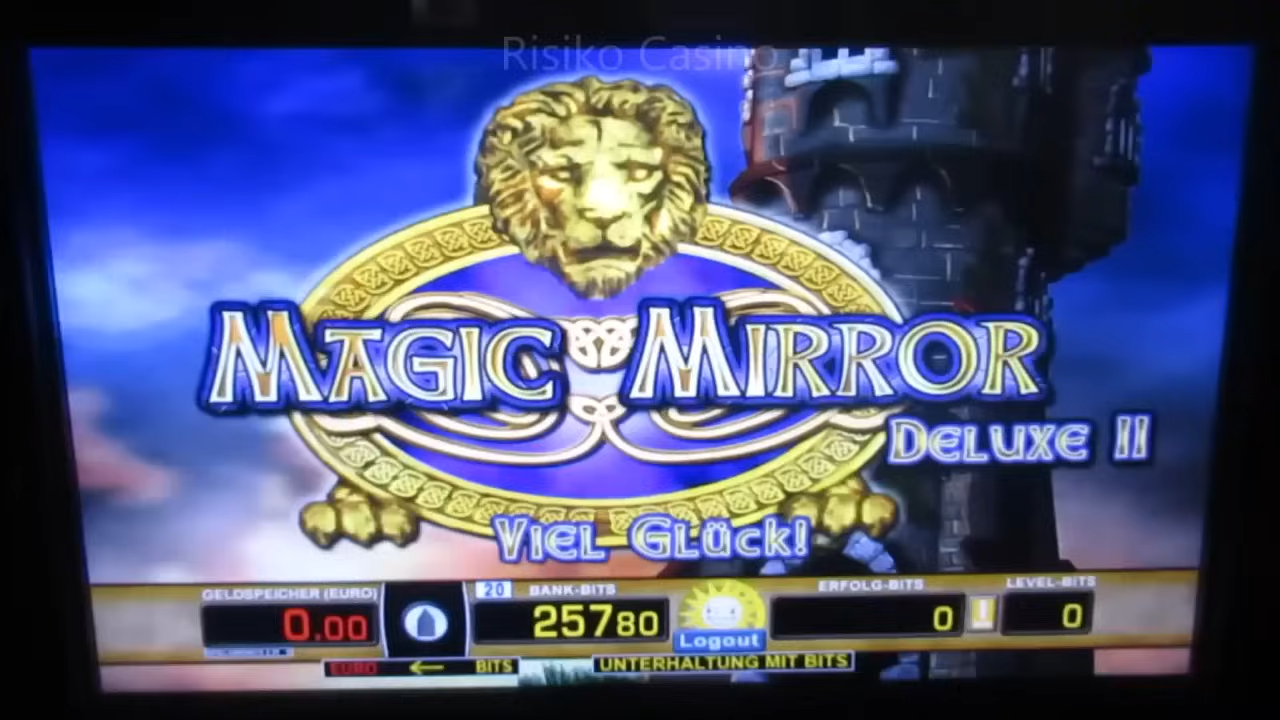 Risiko Casino
MAGIC MIRROR
DELUXE II
VIEL GLÜCK!
GELDSPEICHER (EURO)
20 BANK-BITS
ERFOLG-BITS
LEVEL-BITS
0.00
25780
0
0
Logout
EURO ← BITS
UNTERHALTUNG MIT BITS